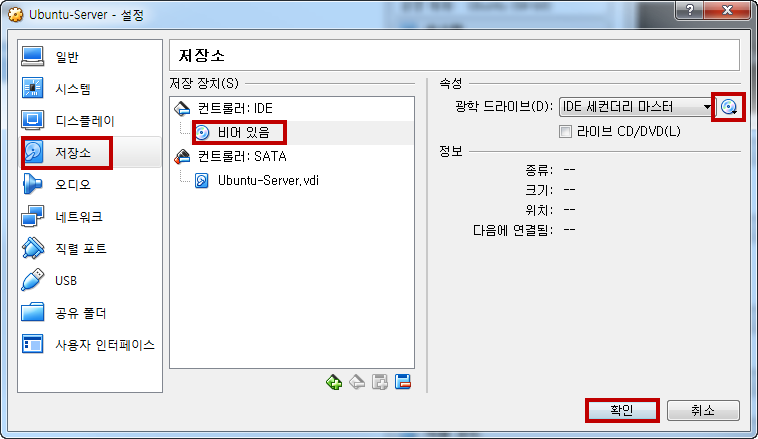 Ubuntu-Server - 설정
일반
시스템
디스플레이
저장소
오디오
네트워크
직렬 포트
USB
공유 폴더
사용자 인터페이스
저장소
저장 장치(S)
컨트롤러: IDE
비어 있음
컨트롤러: SATA
Ubuntu-Server.vdi
속성
광학 드라이브(D): IDE 세컨더리 마스터
라이브 CD/DVD(L)
정보
종류: --
크기: --
위치: --
다음에 연결됨: --
확인
취소